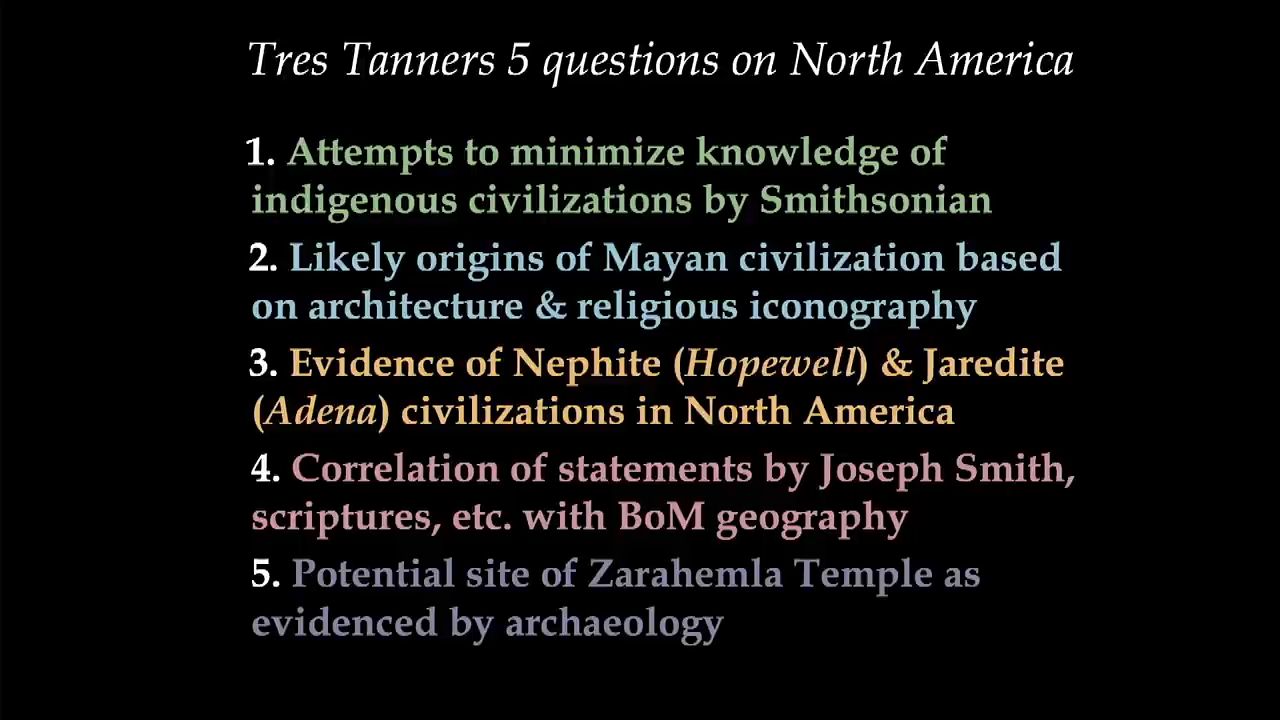 Tres Tanners 5 questions on North America
1. Attempts to minimize knowledge of
indigenous civilizations by Smithsonian
2. Likely origins of Mayan civilization based
on architecture & religious iconography
3. Evidence of Nephite (Hopewell) & Jaredite
(Adena) civilizations in North America
4. Correlation of statements by Joseph Smith,
scriptures, etc. with BoM geography
5. Potential site of Zarahemla Temple as
evidenced by archaeology